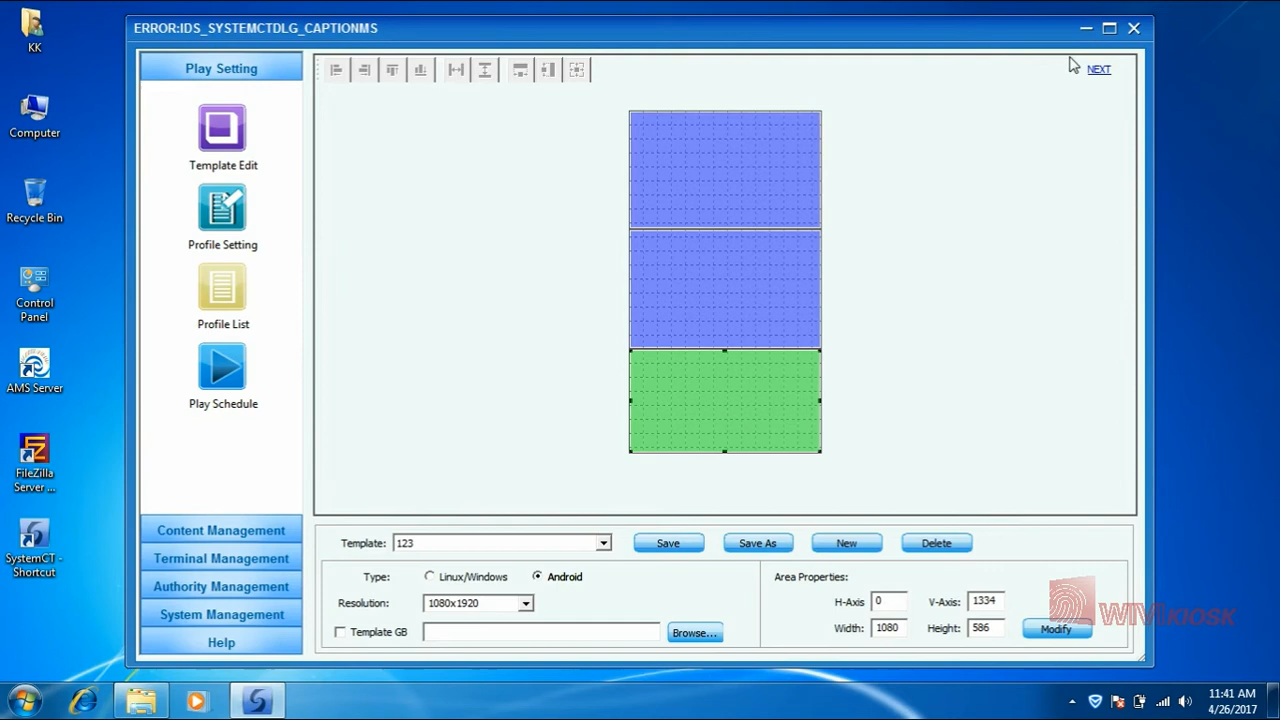 ERROR:IDS_SYSTEMCTDLG_CAPTIONMS
KK
Computer
Recycle Bin
Control
Panel
AMS Server
FileZilla
Server ...
SystemCT -
Shortcut
Play Setting
Template Edit
Profile Setting
Profile List
Play Schedule
Content Management
Terminal Management
Authority Management
System Management
Help
NEXT
Template: 123 Save Save As New Delete
Type: Linux/Windows Android
Resolution: 1080x1920
Template GB Browse...
Area Properties:
H-Axis 0 V-Axis: 1334
Width: 1080 Height: 586 Modify
WIVIKIOSK
11:41 AM
4/26/2017